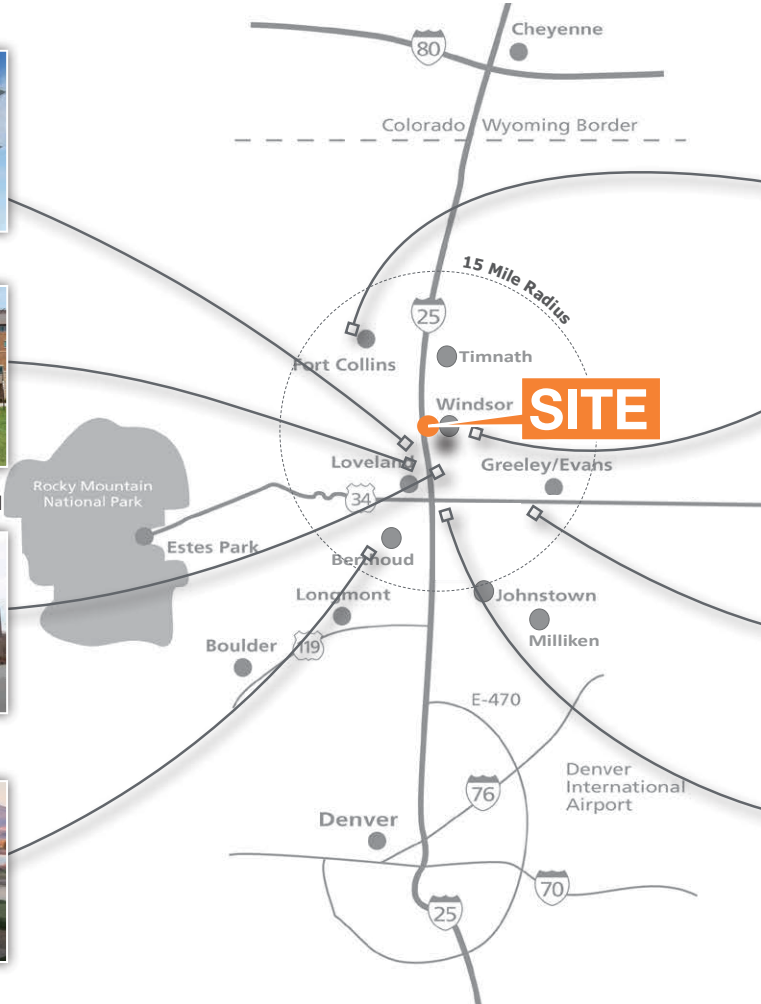 Cheyenne
80
Colorado
Wyoming Border
15 Mile Radius
25
Fort Collins
Timnath
Windsor
SITE
Loveland
Greeley/Evans
Rocky Mountain
National Park
34
Estes Park
Berthoud
Longmont
Johnstown
Milliken
Boulder
119
E-470
Denver
International
Airport
76
Denver
70
25